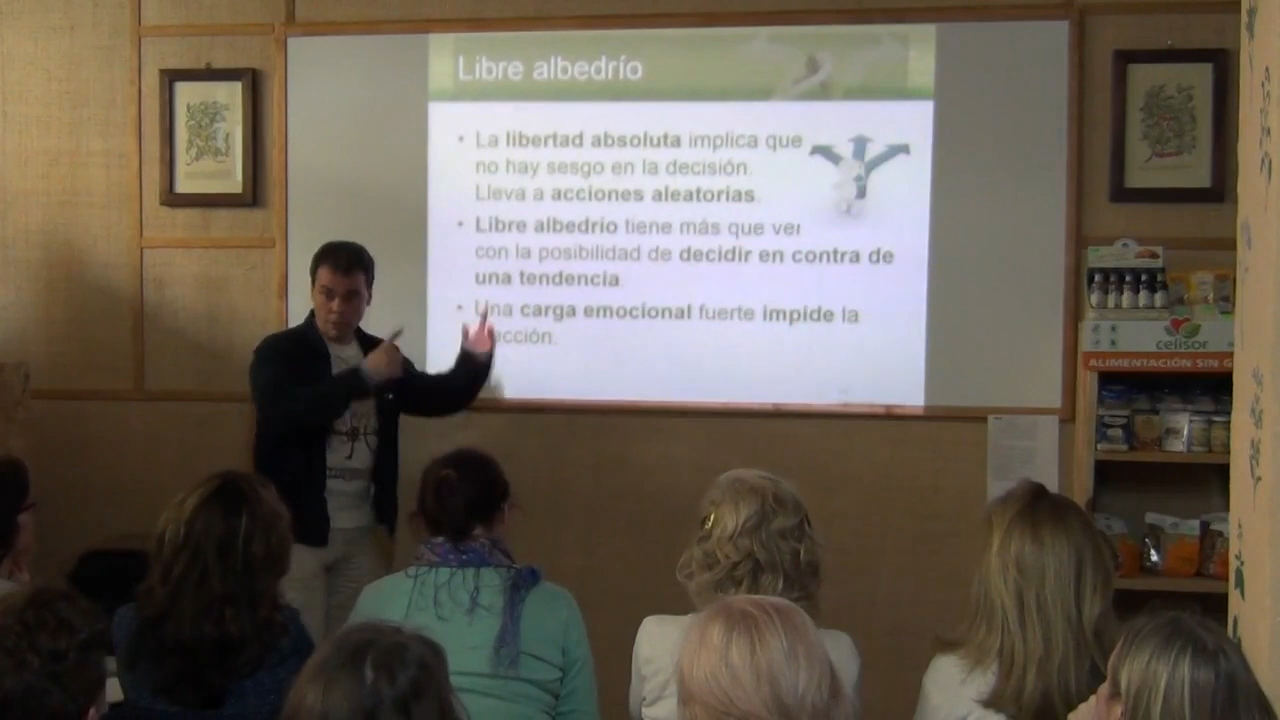 Libre albedrío
• La libertad absoluta implica que
no hay sesgo en la decisión.
Lleva a acciones aleatorias.
• Libre albedrío tiene más que ver
con la posibilidad de decidir en contra de
una tendencia.
• Una carga emocional fuerte impide la
ección.
celisor
ALIMENTACIÓN SIN G